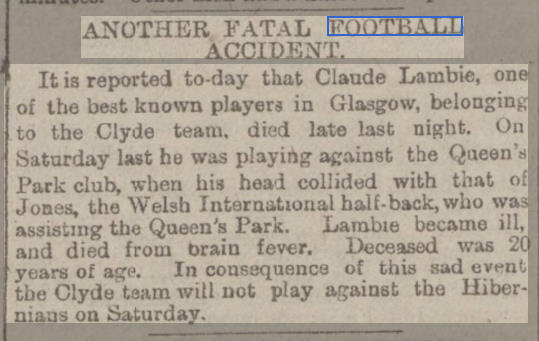 ANOTHER FATAL FOOTBALL
ACCIDENT.
It is reported to-day that Claude Lambie, one
of the best known players in Glasgow, belonging
to the Clyde team, died late last night. On
Saturday last he was playing against the Queen's
Park club, when his head collided with that of
Jones, the Welsh International half-back, who was
assisting the Queen's Park. Lambie became ill,
and died from brain fever. Deceased was 20
years of age. In consequence of this sad event
the Clyde team will not play against the Hiber-
nians on Saturday.